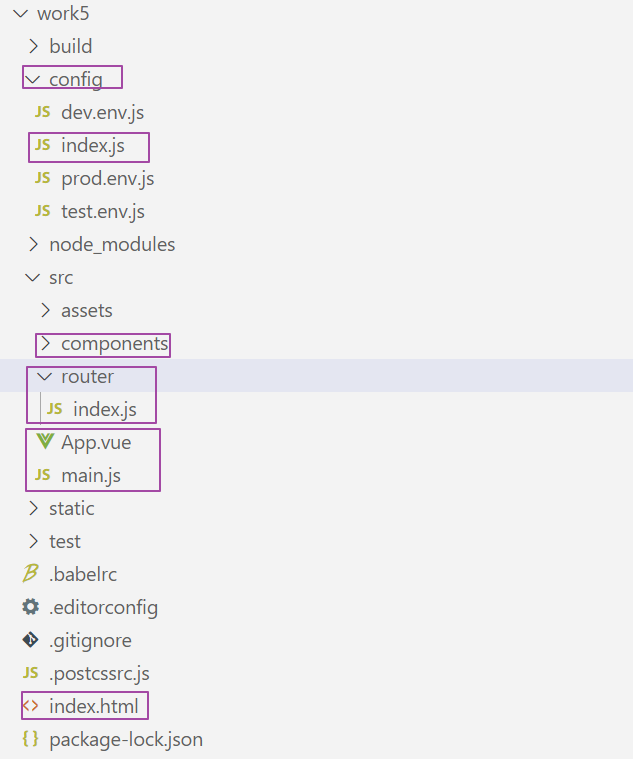 work5
build
config
JS dev.env.js
JS index.js
JS prod.env.js
JS test.env.js
node_modules
src
assets
components
router
JS index.js
App.vue
JS main.js
static
test
.babelrc
.editorconfig
.gitignore
JS .postcssrc.js
<> index.html
{ } package-lock.json